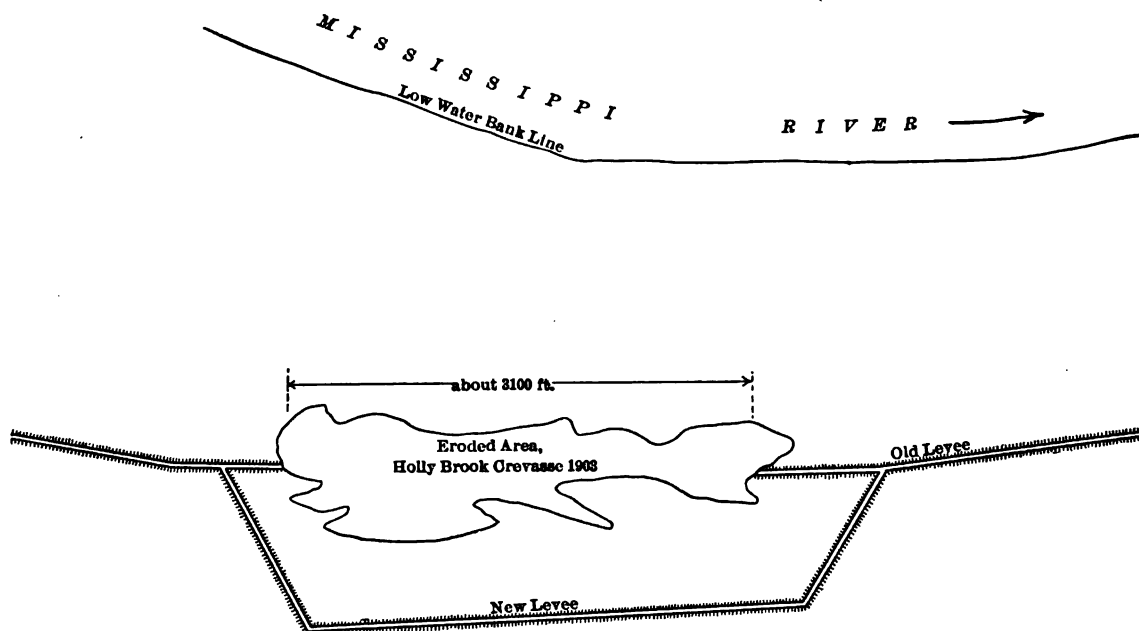 MISSISSIPPI
Low Water Bank Line
RIVER
about 3100 ft.
Eroded Area,
Holly Brook Crevasse 1903
Old Levee
New Levee